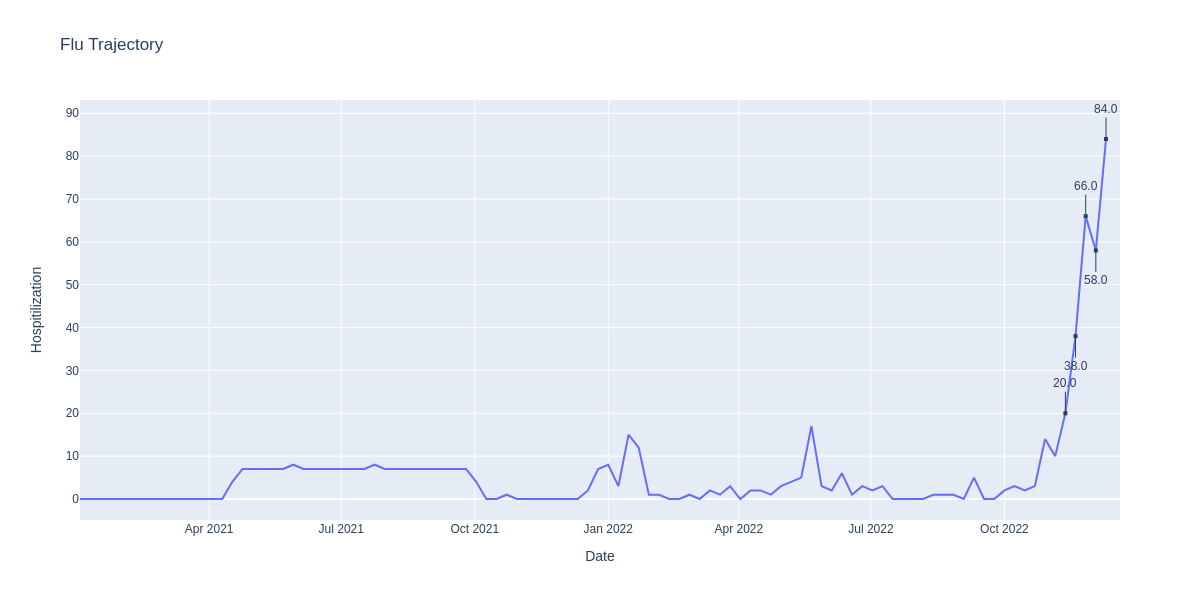 Flu Trajectory
84.0
66.0
58.0
38.0
20.0
90
80
70
60
50
40
30
20
10
0
Hospitilization
Apr 2021
Jul 2021
Oct 2021
Jan 2022
Apr 2022
Jul 2022
Oct 2022
Date